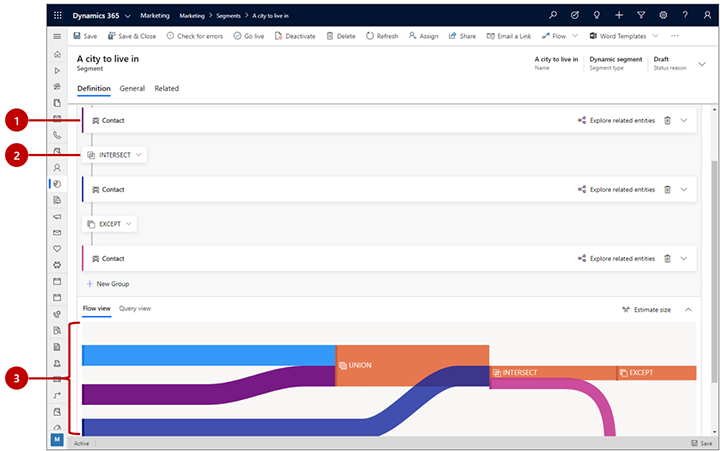 Dynamics 365 Marketing Marketing > Segments > A city to live in
Save Save & Close Check for errors Go live Deactivate Delete Refresh Assign Share Email a Link Flow Word Templates
A city to live in
Segment
A city to live in
Name
Dynamic segment
Segment type
Draft
Status reason
Definition General Related
1
Contact Explore related entities
2
INTERSECT
Contact Explore related entities
EXCEPT
Contact Explore related entities
+ New Group
Flow view Query view Estimate size
UNION
INTERSECT EXCEPT
3
M
Active Save